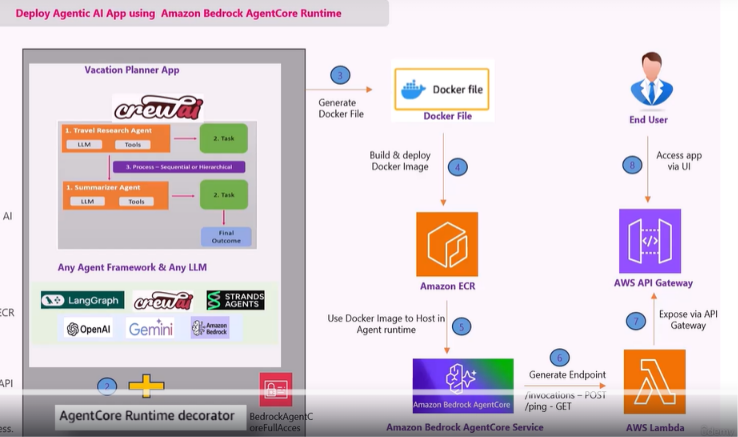 Deploy Agentic AI App using Amazon Bedrock AgentCore Runtime
Vacation Planner App
crewai
1. Travel Research Agent
LLM
Tools
2. Task
3. Process – Sequential or Hierarchical
1. Summarizer Agent
LLM
Tools
2. Task
Final
Outcome
Any Agent Framework & Any LLM
LangGraph
crewai
STRANDS
AGENTS
OpenAI
Gemini
Amazon
Bedrock
2
AgentCore Runtime decorator
BedrockAgentC
oreFullAcces
AI
ECR
API
ess.
3
Generate
Docker File
Docker file
Docker File
Build & deploy
Docker Image
4
Amazon ECR
Use Docker Image to Host in
Agent runtime
5
Amazon Bedrock AgentCore
Amazon Bedrock AgentCore Service
6
Generate Endpoint
/invocations – POST
/ping - GET
End User
8
Access app
via UI
</>
AWS API Gateway
7
Expose via API
Gateway
AWS Lambda